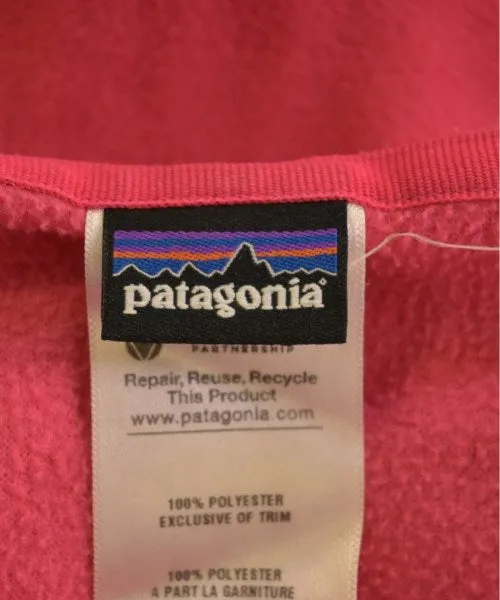 patagonia®
PARTNERSHIP
Repair, Reuse, Recycle
This Product
www.patagonia.com
100% POLYESTER
EXCLUSIVE OF TRIM
100% POLYESTER
A PART LA GARNITURE